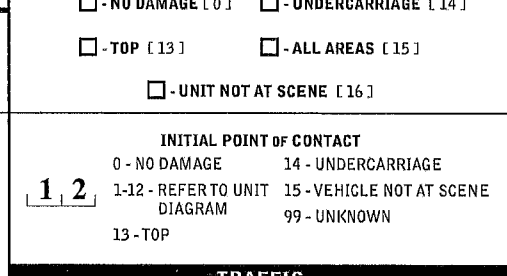 - NO DAMAGE [ 0 ] - UNDERCARRIAGE [ 14 ]
- TOP [ 13 ] - ALL AREAS [ 15 ]
- UNIT NOT AT SCENE [ 16 ]
INITIAL POINT OF CONTACT
0 - NO DAMAGE 14 - UNDERCARRIAGE
1 2 1-12 - REFER TO UNIT 15 - VEHICLE NOT AT SCENE
DIAGRAM 99 - UNKNOWN
13 - TOP
TRAFFIC